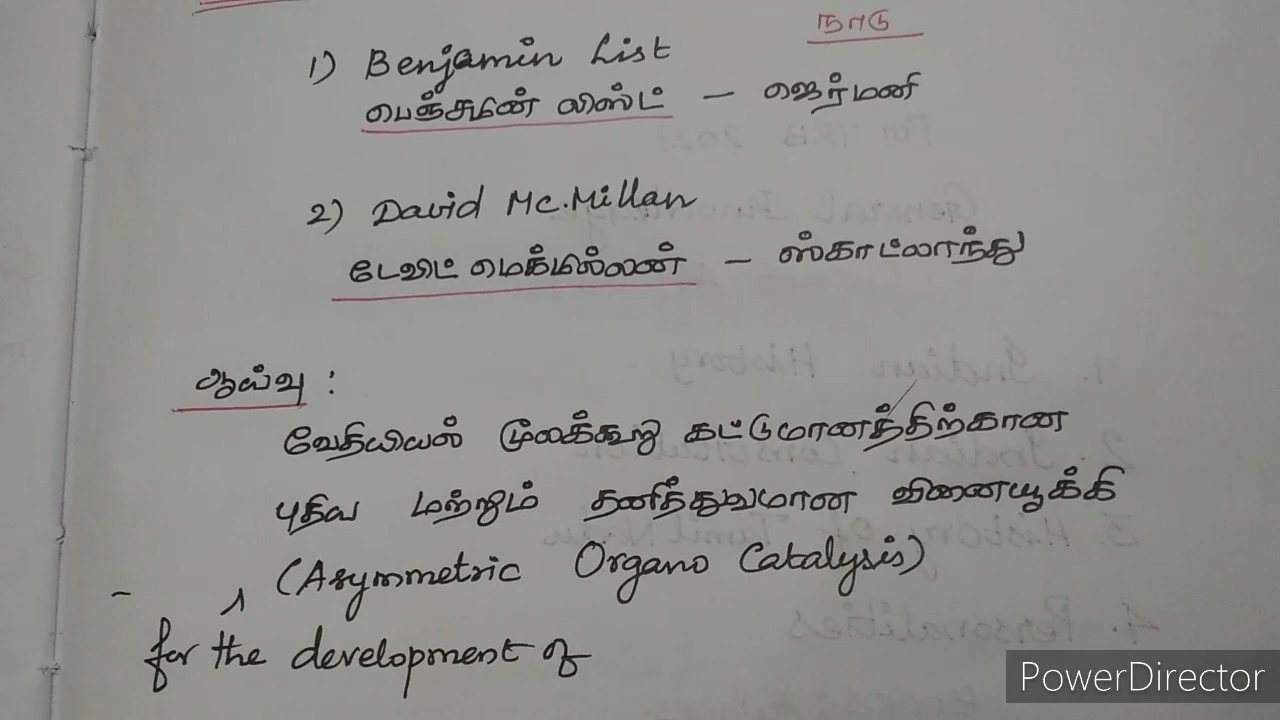 நாடு
1) Benjamin List
பெஞ்சமின் லிஸ்ட் – ஜெர்மனி
2) David Mc.Millan
டேவிட் மெக்மில்லன் – ஸ்காட்லாந்து
ஆய்வு :
வேதியியல் மூலக்கூறு கட்டுமானத்திற்கான
புதிய மற்றும் தனித்துவமான வினையூக்கி
(Asymmetric Organo Catalysis)
for the development of
PowerDirector